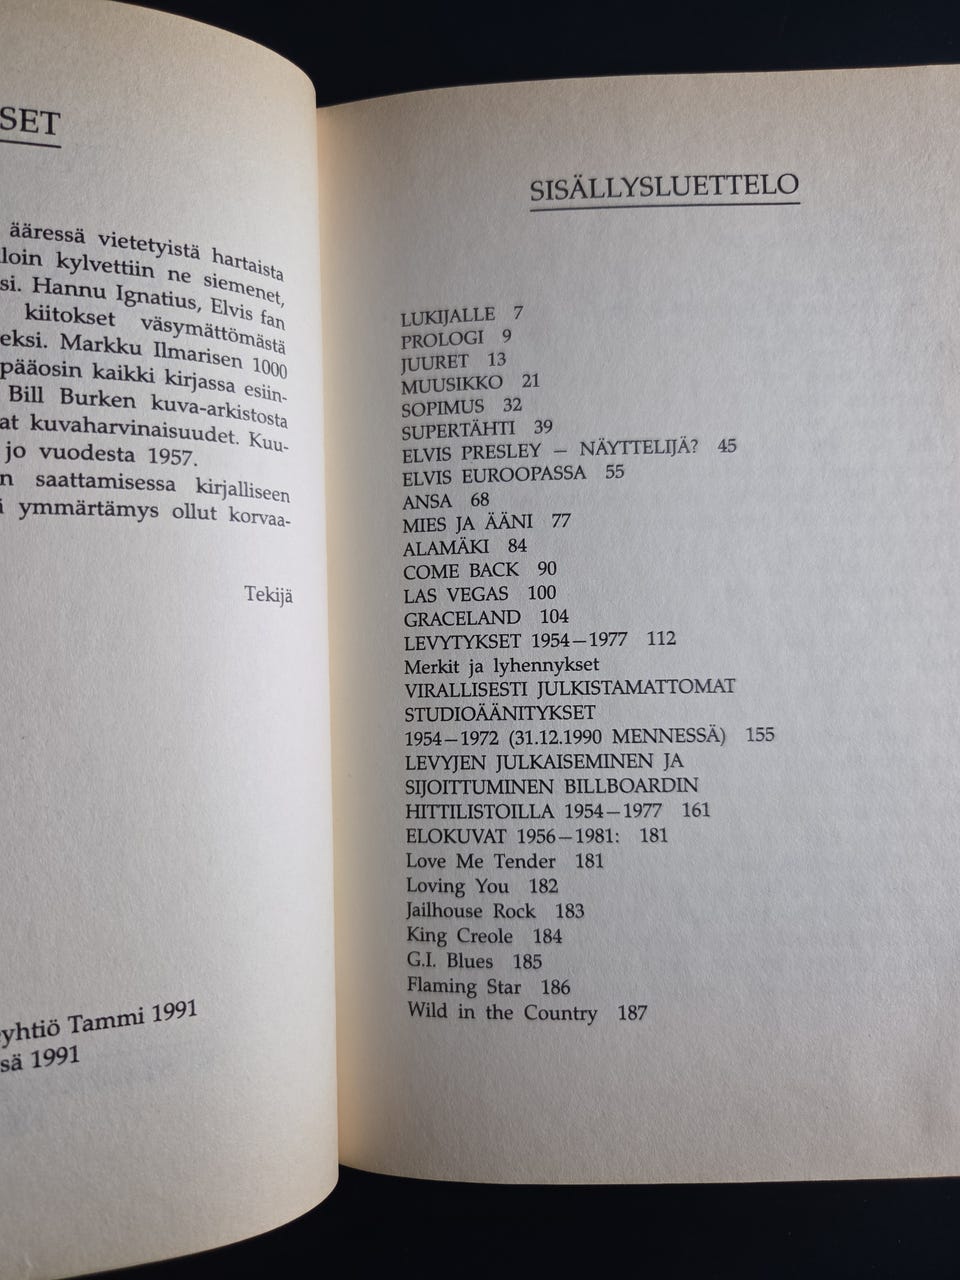 SET
ääressä vietetyistä hartaista
loin kylvettiin ne siemenet,
si. Hannu Ignatius, Elvis fan
kiitokset väsymättömästä
eksi. Markku Ilmarisen 1000
pääosin kaikki kirjassa esiin-
Bill Burken kuva-arkistosta
at kuvaharvinaisuudet. Kuu-
jo vuodesta 1957.
n saattamisessa kirjalliseen
i ymmärtämys ollut korvaa-
Tekijä
yhtiö Tammi 1991
sä 1991
SISÄLLYSLUETTELO
LUKIJALLE 7
PROLOGI 9
JUURET 13
MUUSIKKO 21
SOPIMUS 32
SUPERTÄHTI 39
ELVIS PRESLEY — NÄYTTELIJÄ? 45
ELVIS EUROOPASSA 55
ANSA 68
MIES JA ÄÄNI 77
ALAMÄKI 84
COME BACK 90
LAS VEGAS 100
GRACELAND 104
LEVYTYKSET 1954—1977 112
Merkit ja lyhennykset
VIRALLISESTI JULKISTAMATTOMAT
STUDIOÄÄNITYKSET
1954—1972 (31.12.1990 MENNESSÄ) 155
LEVYJEN JULKAISEMINEN JA
SIJOITTUMINEN BILLBOARDIN
HITTILISTOILLA 1954—1977 161
ELOKUVAT 1956—1981: 181
Love Me Tender 181
Loving You 182
Jailhouse Rock 183
King Creole 184
G.I. Blues 185
Flaming Star 186
Wild in the Country 187